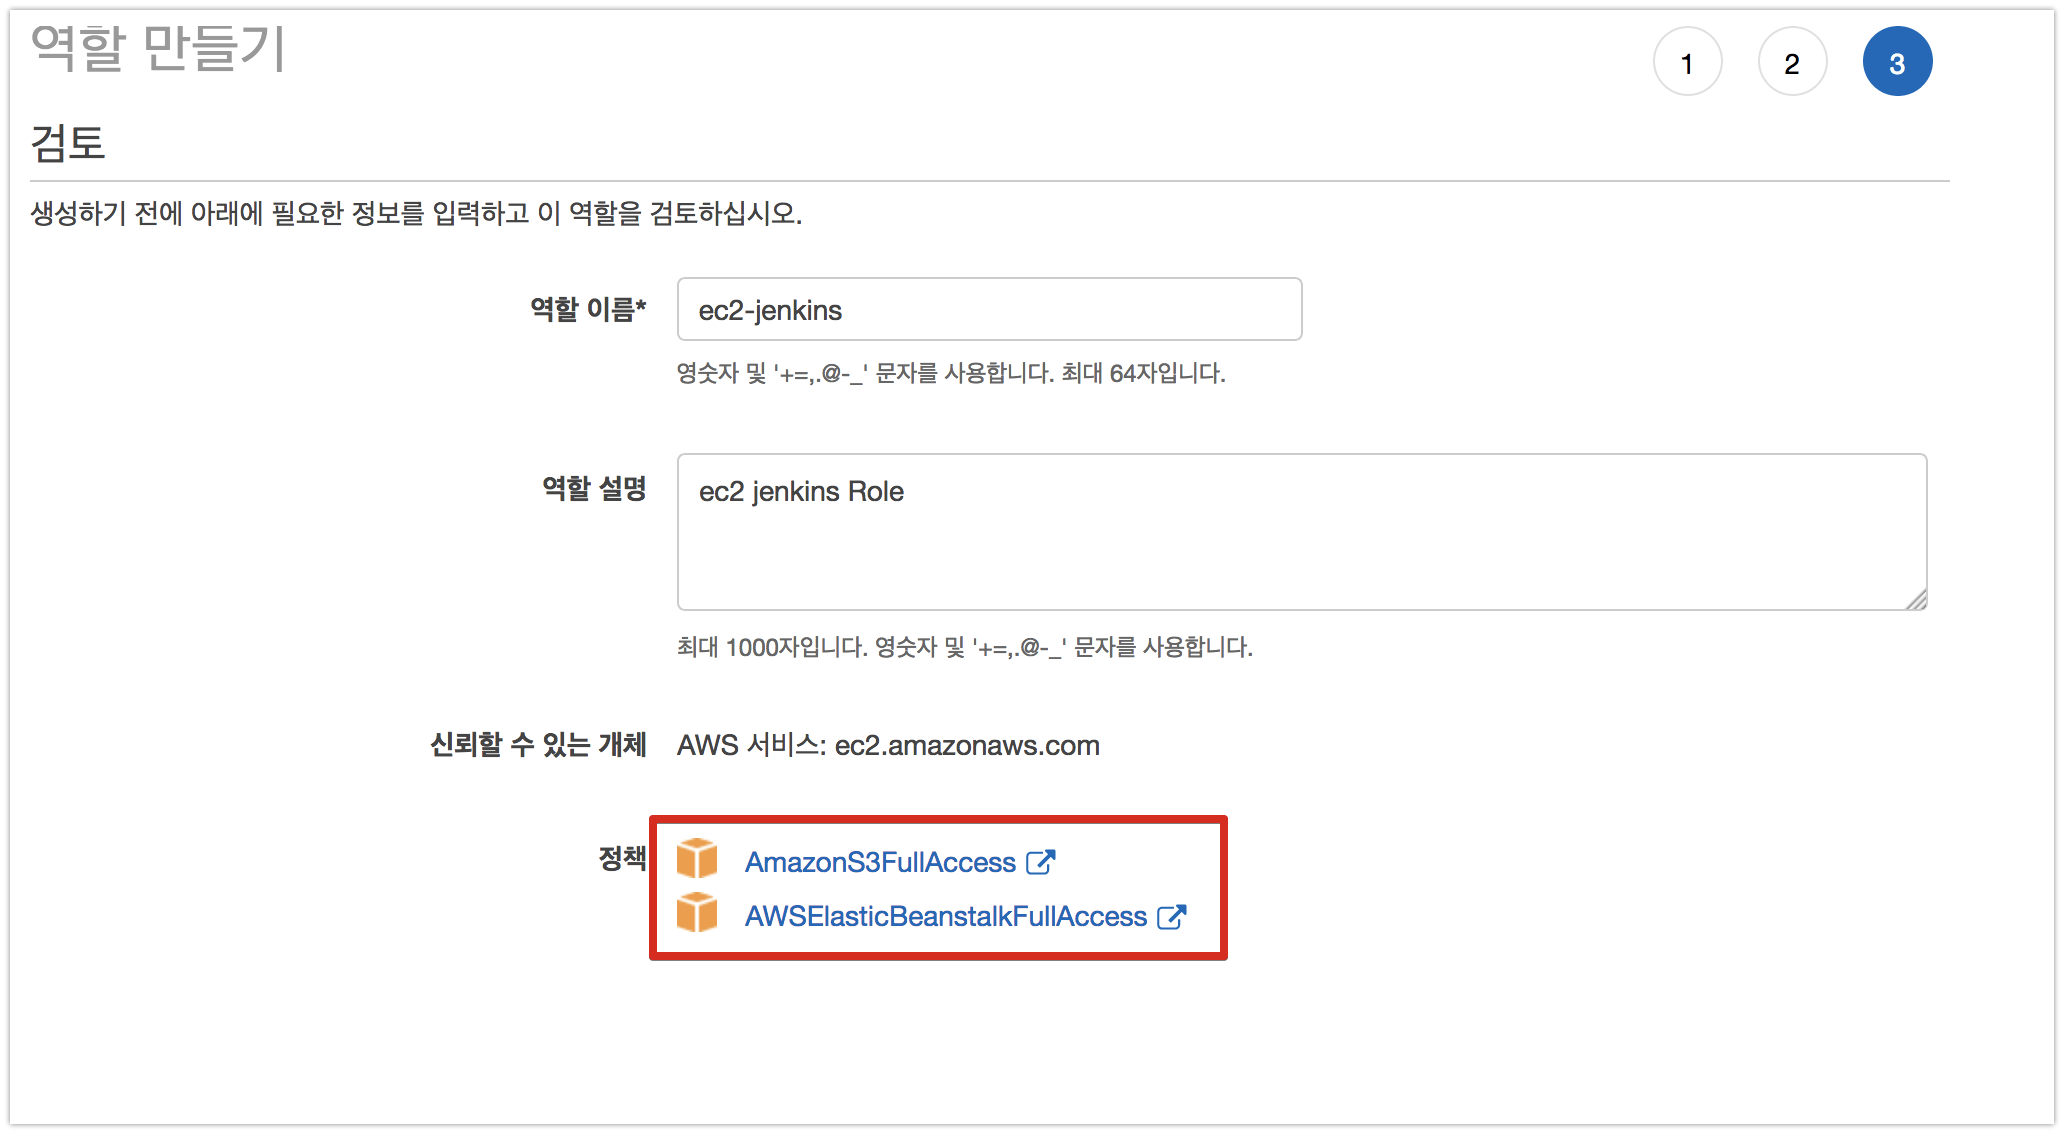 역할 만들기
1 2 3
검토
생성하기 전에 아래에 필요한 정보를 입력하고 이 역할을 검토하십시오.
역할 이름* ec2-jenkins
영숫자 및 '+=,.@-_' 문자를 사용합니다. 최대 64자입니다.
역할 설명 ec2 jenkins Role
최대 1000자입니다. 영숫자 및 '+=,.@-_' 문자를 사용합니다.
신뢰할 수 있는 개체 AWS 서비스: ec2.amazonaws.com
정책 AmazonS3FullAccess
AWSElasticBeanstalkFullAccess